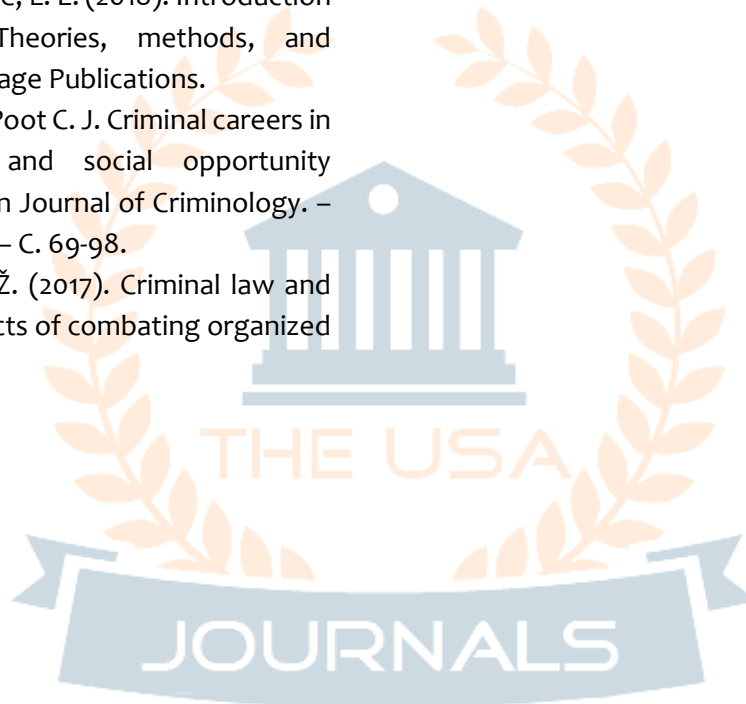 E. E. (2018). Introduction
Theories, methods, and
age Publications.
Poot C. J. Criminal careers in
and social opportunity
n Journal of Criminology. –
– C. 69-98.
Ž. (2017). Criminal law and
cts of combating organized
THE USA
JOURNALS